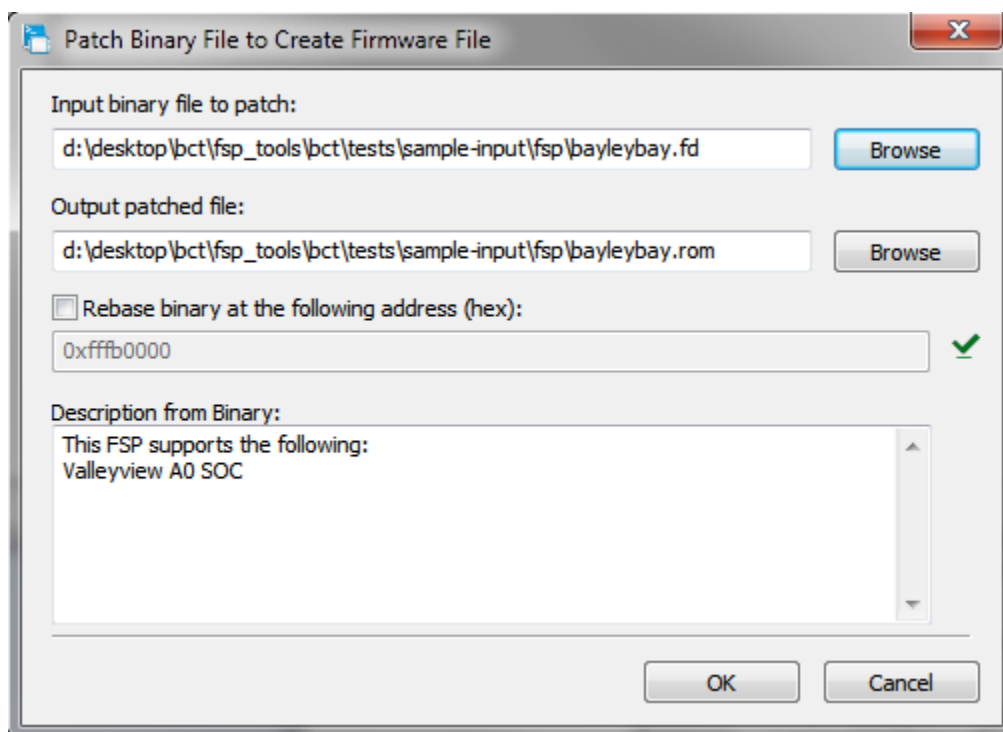 Patch Binary File to Create Firmware File
Input binary file to patch:
d:\desktop\bct\fsp_tools\bct\tests\sample-input\fsp\bayleybay.fd
Browse
Output patched file:
d:\desktop\bct\fsp_tools\bct\tests\sample-input\fsp\bayleybay.rom
Browse
Rebase binary at the following address (hex):
0xfffb0000
Description from Binary:
This FSP supports the following:
Valleyview A0 SOC
OK
Cancel